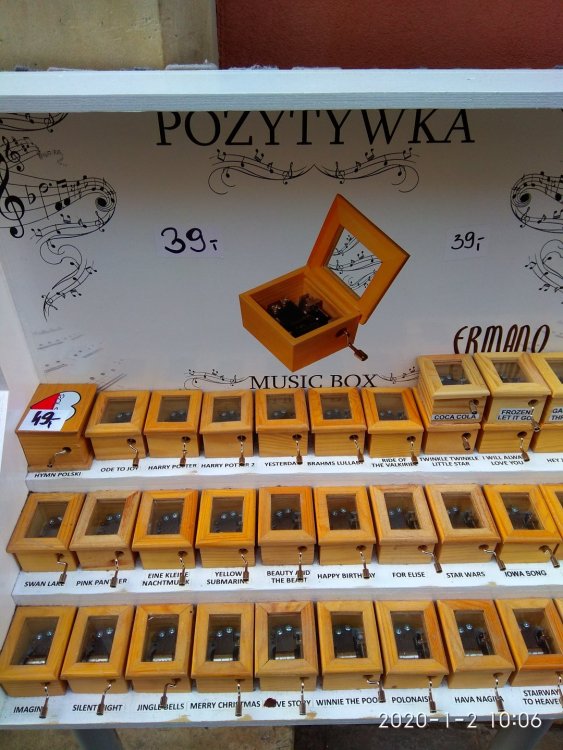 POZYTYWKA
39,-
39,-
ERMANO
MUSIC BOX
49,-
COCA COLA
FROZEN
LET IT GO
HYMN POLSKI
ODE TO JOY
HARRY POTTER
HARRY POTTER 2
YESTERDAY
BRAHMS LULLABY
RIDE OF
THE VALKIRIE
TWINKLE TWINKLE
LITTLE STAR
I WILL ALWAYS
LOVE YOU
HEY
SWAN LAKE
PINK PANTHER
EINE KLEINE
NACHTMUSIK
YELLOW
SUBMARINE
BEAUTY AND
THE BEAST
HAPPY BIRTHDAY
FOR ELISE
STAR WARS
IOWA SONG
IMAGINE
SILENT NIGHT
JINGLE BELLS
MERRY CHRISTMAS
LOVE STORY
WINNIE THE POOH
POLONAISE
HAVA NAGILA
STAIRWAY
TO HEAVEN
2020-1-2 10:06